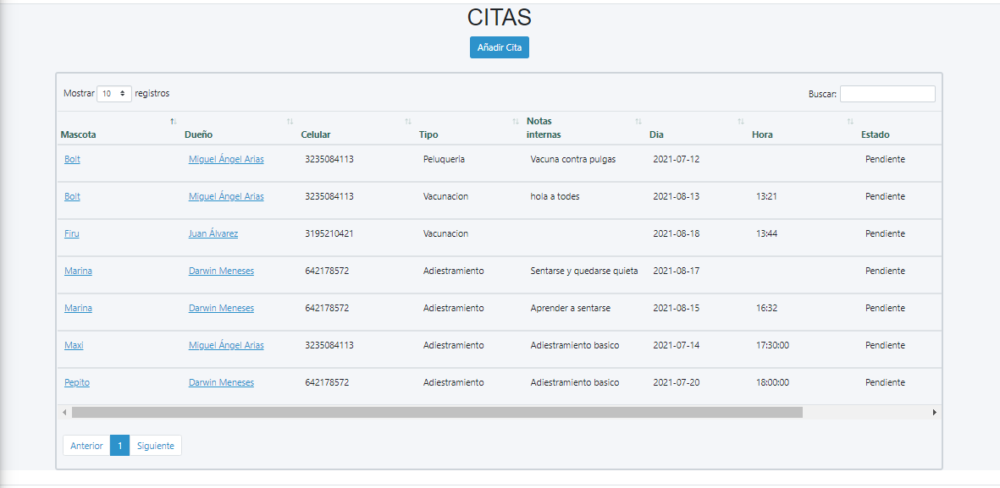 CITAS
Añadir Cita
Mostrar 10 registros Buscar:
Mascota Dueño Celular Tipo Notas internas Dia Hora Estado
Bolt Miguel Ángel Arias 3235084113 Peluqueria Vacuna contra pulgas 2021-07-12 Pendiente
Bolt Miguel Ángel Arias 3235084113 Vacunacion hola a todes 2021-08-13 13:21 Pendiente
Firu Juan Álvarez 3195210421 Vacunacion 2021-08-18 13:44 Pendiente
Marina Darwin Meneses 642178572 Adiestramiento Sentarse y quedarse quieta 2021-08-17 Pendiente
Marina Darwin Meneses 642178572 Adiestramiento Aprender a sentarse 2021-08-15 16:32 Pendiente
Maxi Miguel Ángel Arias 3235084113 Adiestramiento Adiestramiento basico 2021-07-14 17:30:00 Pendiente
Pepito Darwin Meneses 642178572 Adiestramiento Adiestramiento basico 2021-07-20 18:00:00 Pendiente
Anterior 1 Siguiente